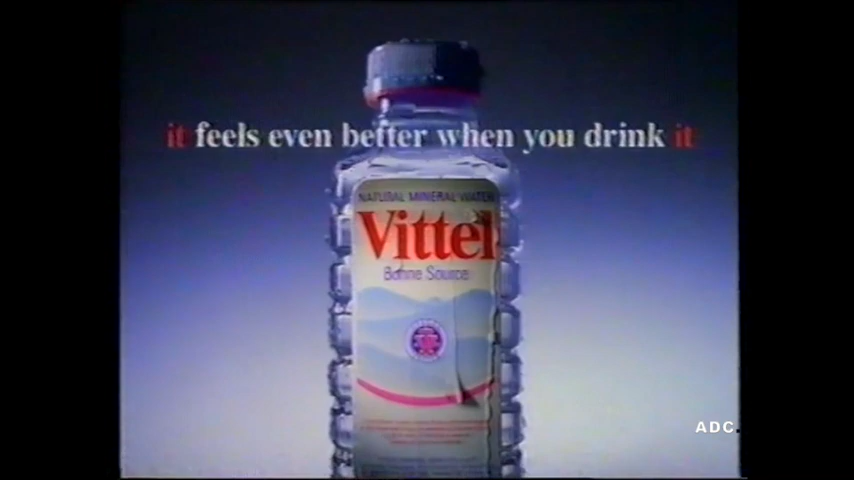 it feels even better when you drink it
NATURAL MINERAL WATER
Vittel
Bonne Source
ADC.